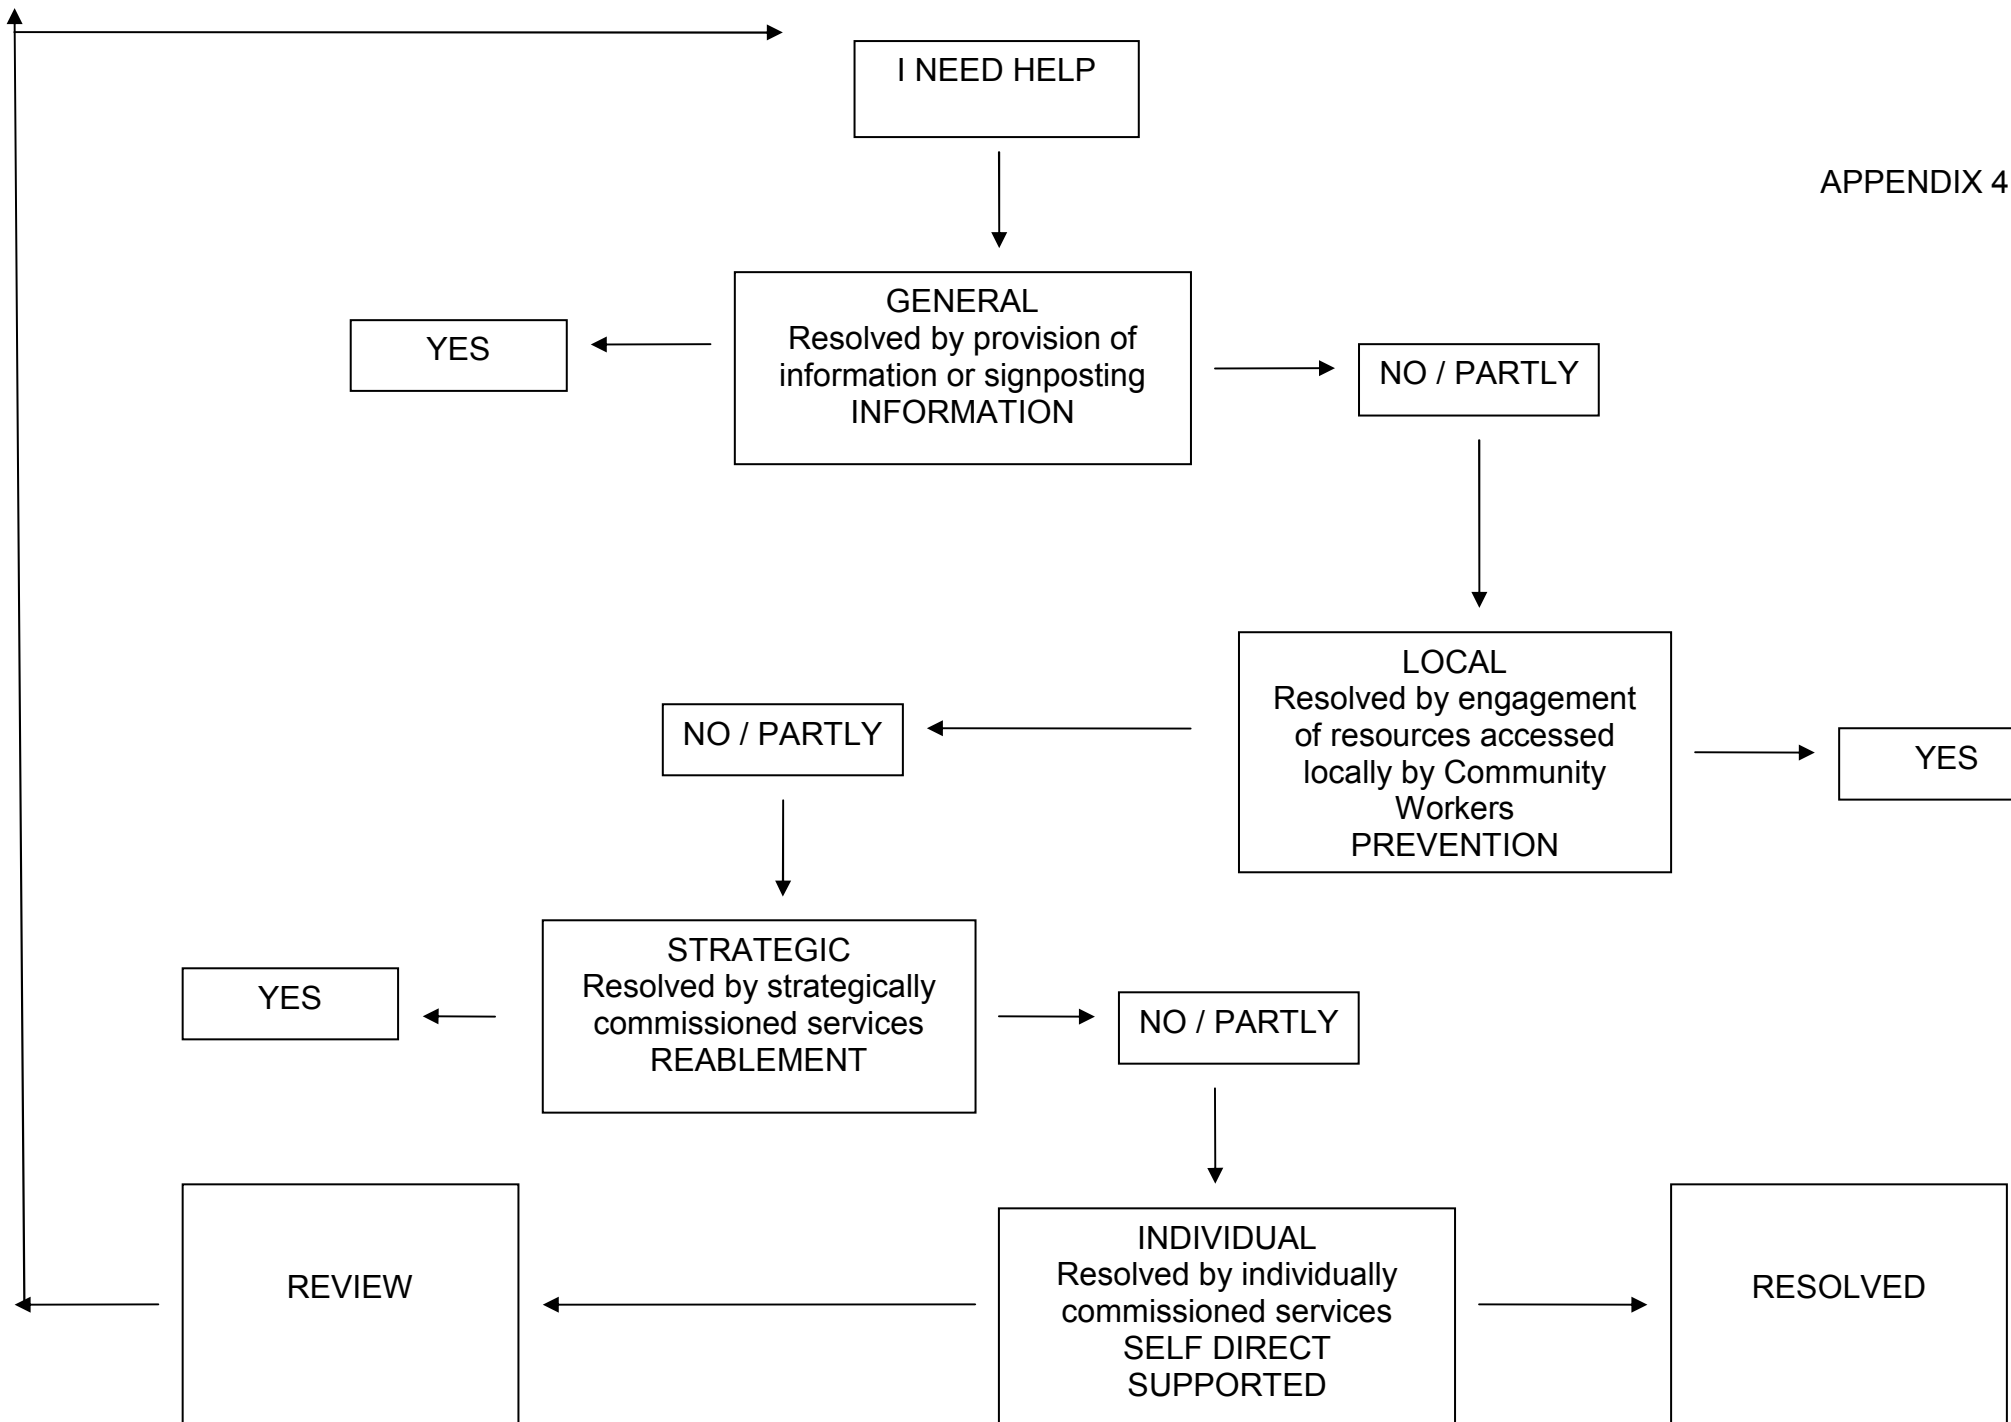 I NEED HELP
APPENDIX 4
GENERAL
Resolved by provision of
information or signposting
INFORMATION
YES
NO / PARTLY
LOCAL
Resolved by engagement
of resources accessed
locally by Community
Workers
PREVENTION
NO / PARTLY
YES
STRATEGIC
Resolved by strategically
commissioned services
REABLEMENT
YES
NO / PARTLY
INDIVIDUAL
Resolved by individually
commissioned services
SELF DIRECT
SUPPORTED
REVIEW
RESOLVED